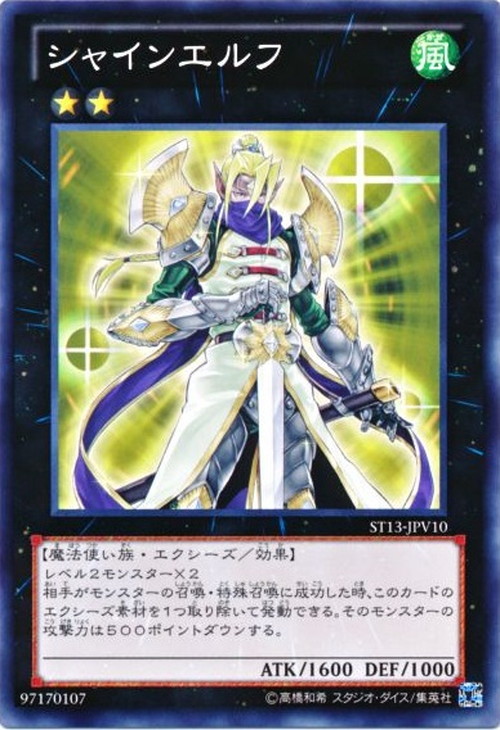 シャインエルフ
風
ST13-JPV10
【魔法使い族・エクシーズ/効果】
レベル2モンスター×2
相手がモンスターの召喚・特殊召喚に成功した時、このカードの
エクシーズ素材を1つ取り除いて発動できる。そのモンスターの
攻撃力は500ポイントダウンする。
ATK/1600 DEF/1000
97170107
©高橋和希 スタジオ・ダイス/集英社